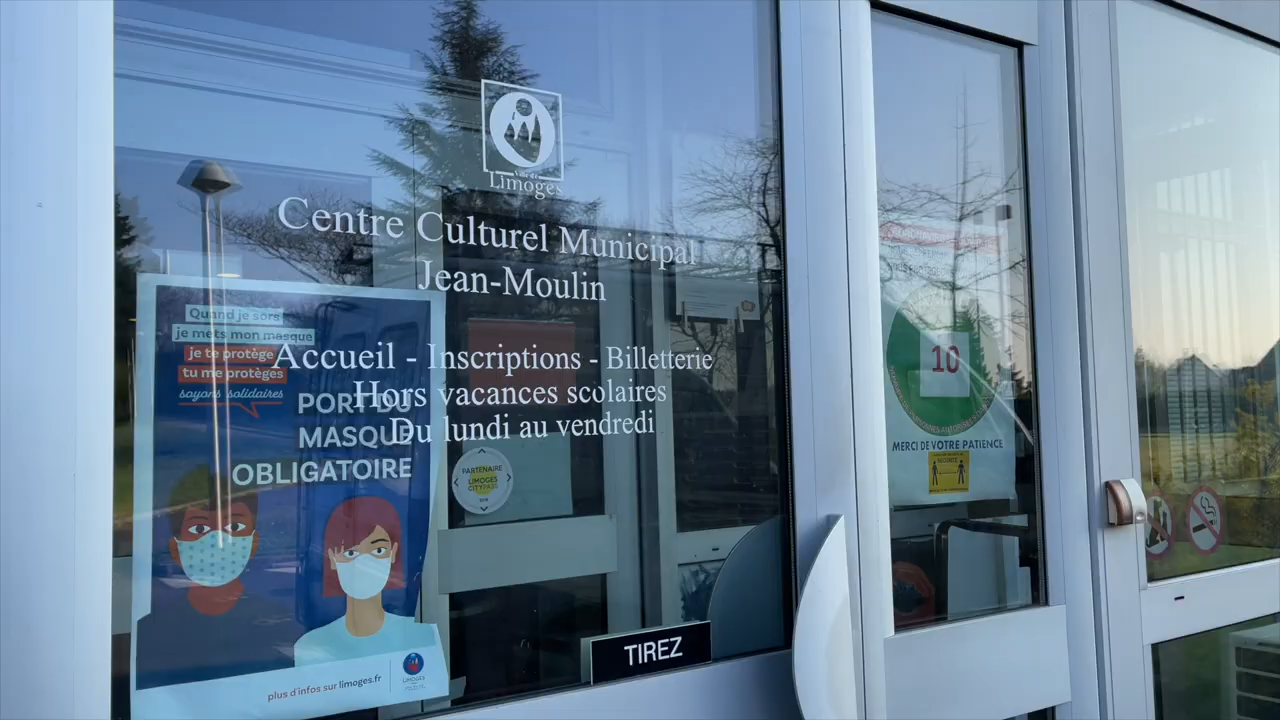 Ville de
Limoges
Centre Culturel Municipal
Jean-Moulin
Accueil - Inscriptions - Billetterie
Hors vacances scolaires
Du lundi au vendredi
Quand je sors
je mets mon masque
je te protège
tu me protèges
soyons solidaires
PORT DU
MASQUE
OBLIGATOIRE
plus d'infos sur limoges.fr
LIMOGES
PARTENAIRE
LIMOGES
CITY PASS
TIREZ
10
MERCI DE VOTRE PATIENCE